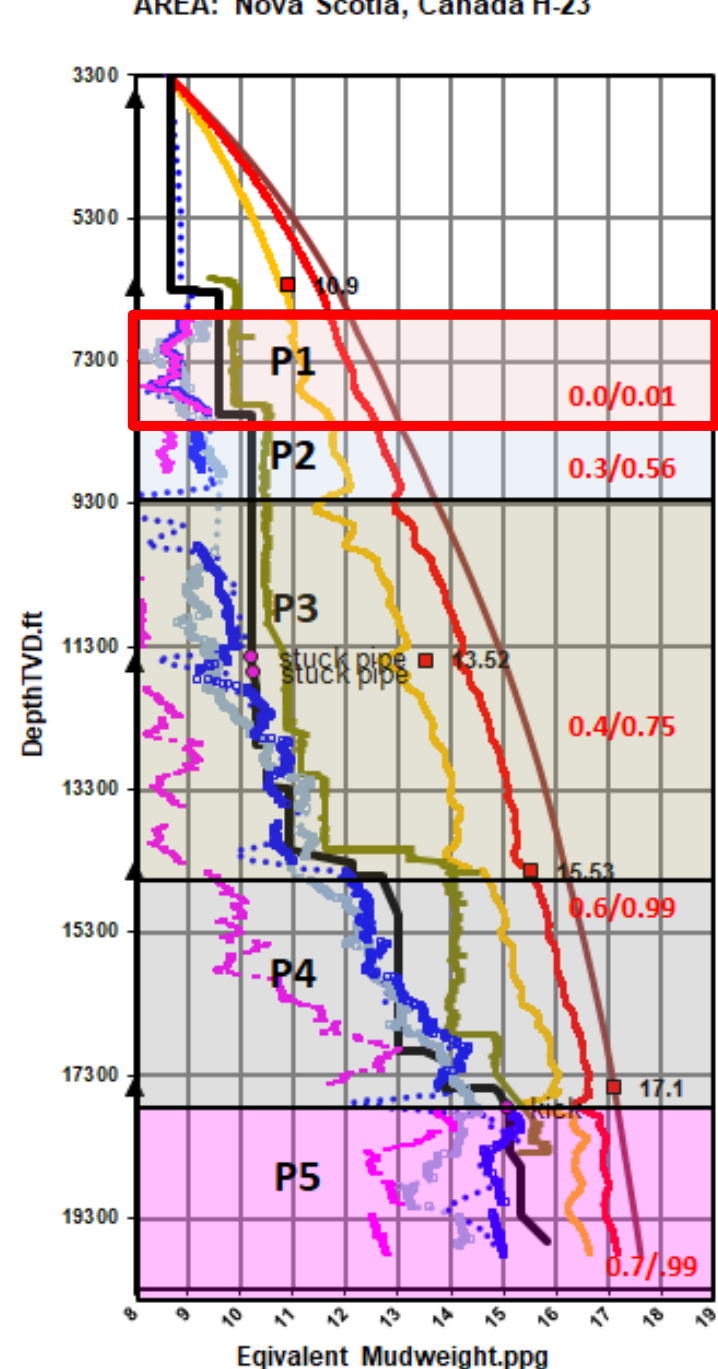 AREA: Nova Scotia, Canada H-23
3300
5300
10.9
P1
7300
0.0/0.01
P2
0.3/0.56
9300
P3
11300
stuck pipe
13.52
stuck pipe
0.4/0.75
13300
15.53
0.6/0.99
15300
P4
17300
17.1
kick
P5
19300
0.7/.99
DepthTVD.ft
8 9 10 11 12 13 14 15 16 17 18 19
Eqivalent Mudweight.ppg